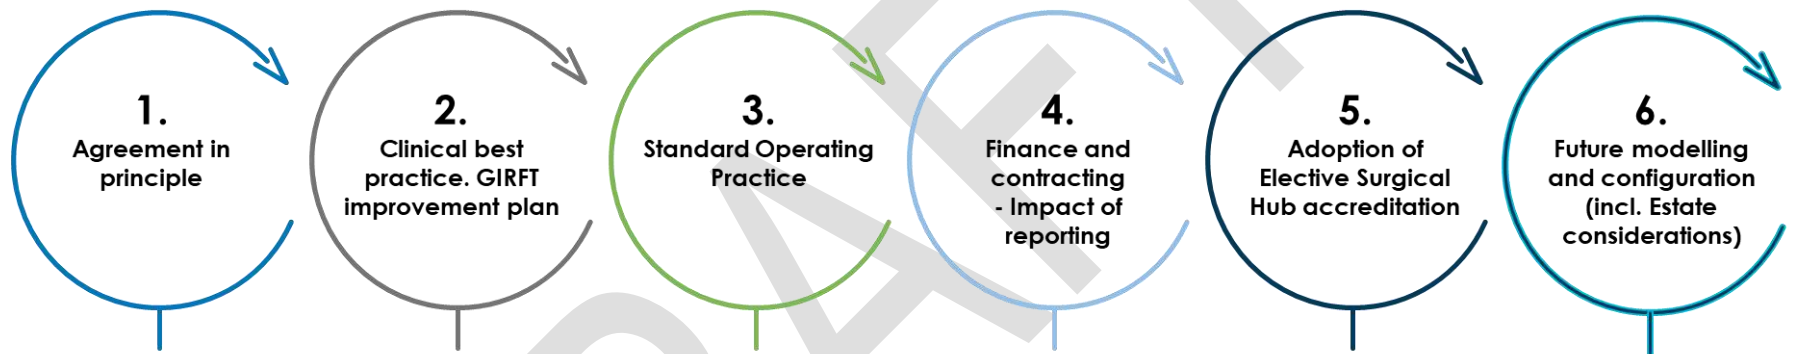 1.
Agreement in
principle
2.
Clinical best
practice. GIRFT
improvement plan
3.
Standard Operating
Practice
4.
Finance and
contracting
- Impact of
reporting
5.
Adoption of
Elective Surgical
Hub accreditation
6.
Future modelling
and configuration
(incl. Estate
considerations)